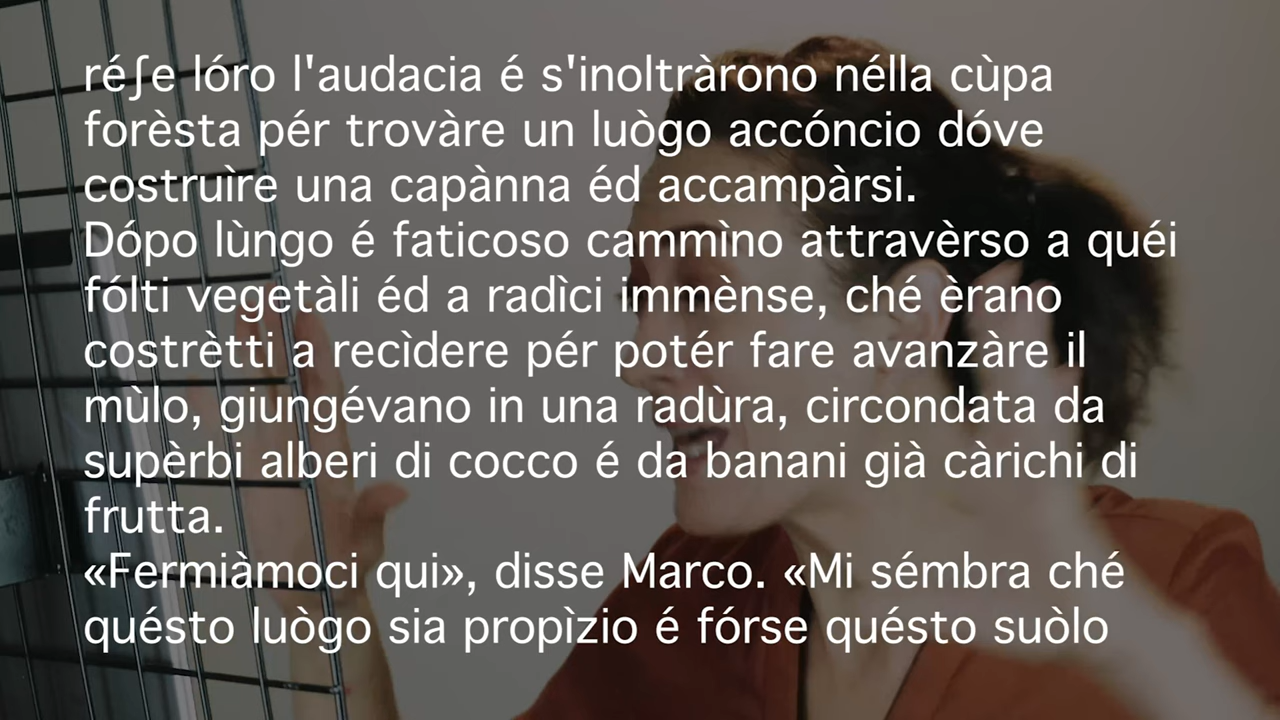 réʃe lóro l'audacia é s'inoltràrono nélla cùpa
forèsta pér trovàre un luògo accóncio dóve
costruìre una capànna éd accampàrsi.
Dópo lùngo é faticoso cammìno attravèrso a quéi
fólti vegetàli éd a radìci immènse, ché èrano
costrètti a recìdere pér potér fare avanzàre il
mùlo, giungévano in una radùra, circondata da
supèrbi alberi di cocco é da banani già càrichi di
frutta.
«Fermiàmoci qui», disse Marco. «Mi sémbra ché
quésto luògo sia propìzio é fórse quésto suòlo